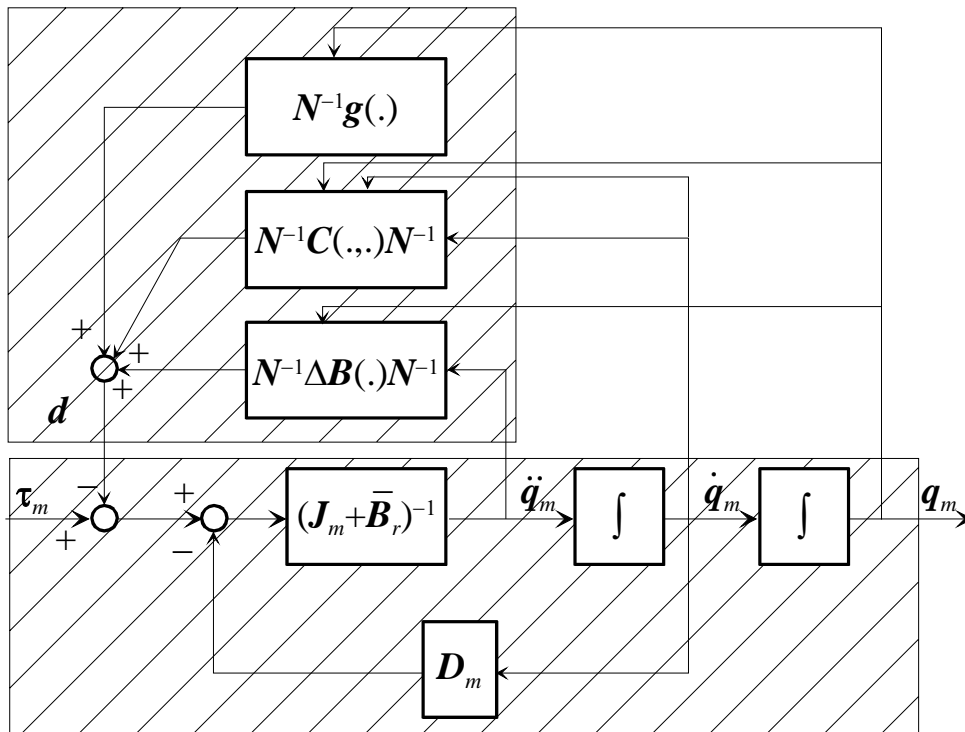 N⁻¹g(.)
N⁻¹C(.,.)N⁻¹
N⁻¹ΔB(.)N⁻¹
+
+
+
d
τₘ
−
+
+
−
(Jₘ+B̅ᵣ)⁻¹
q̈ₘ
∫
q̇ₘ
∫
qₘ
Dₘ